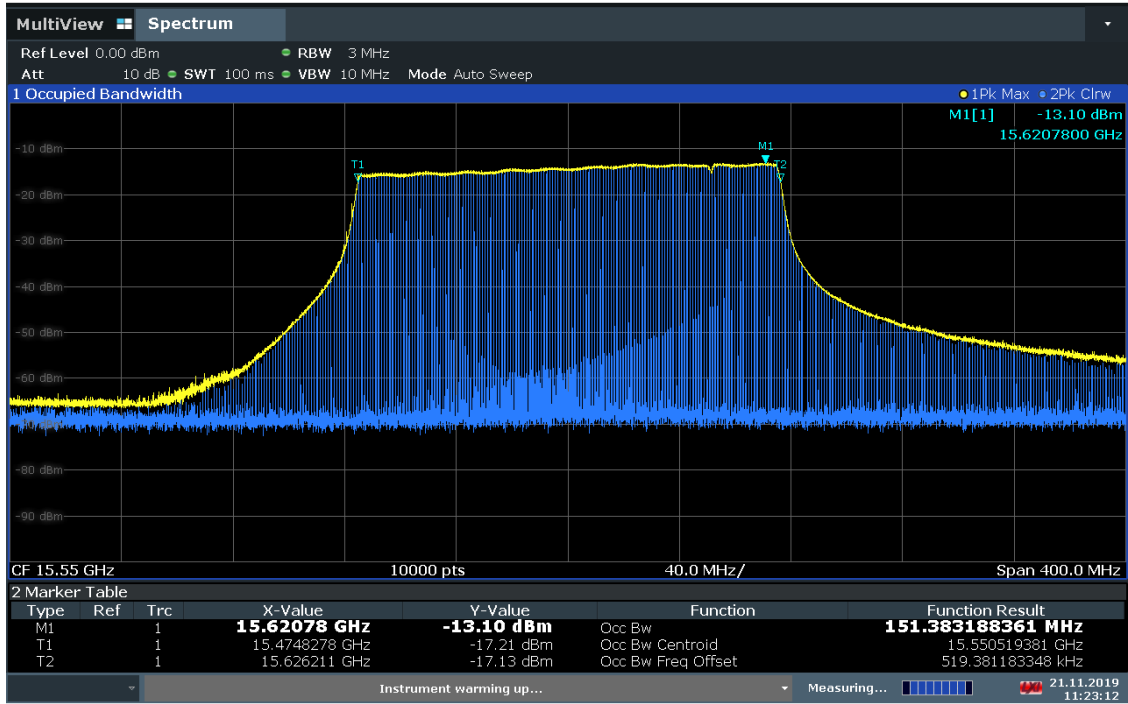 MultiView Spectrum
Ref Level 0.00 dBm RBW 3 MHz
Att 10 dB SWT 100 ms VBW 10 MHz Mode Auto Sweep
1 Occupied Bandwidth 1Pk Max 2Pk Clrw
M1[1] -13.10 dBm
15.6207800 GHz
-10 dBm
M1
T1 T2
-20 dBm
-30 dBm
-40 dBm
-50 dBm
-60 dBm
-80 dBm
-90 dBm
CF 15.55 GHz 10000 pts 40.0 MHz/ Span 400.0 MHz
2 Marker Table
Type Ref Trc X-Value Y-Value Function Function Result
M1 1 15.62078 GHz -13.10 dBm Occ Bw 151.383188361 MHz
T1 1 15.4748278 GHz -17.21 dBm Occ Bw Centroid 15.550519381 GHz
T2 1 15.626211 GHz -17.13 dBm Occ Bw Freq Offset 519.381183348 kHz
Instrument warming up... Measuring... 21.11.2019
11:23:12